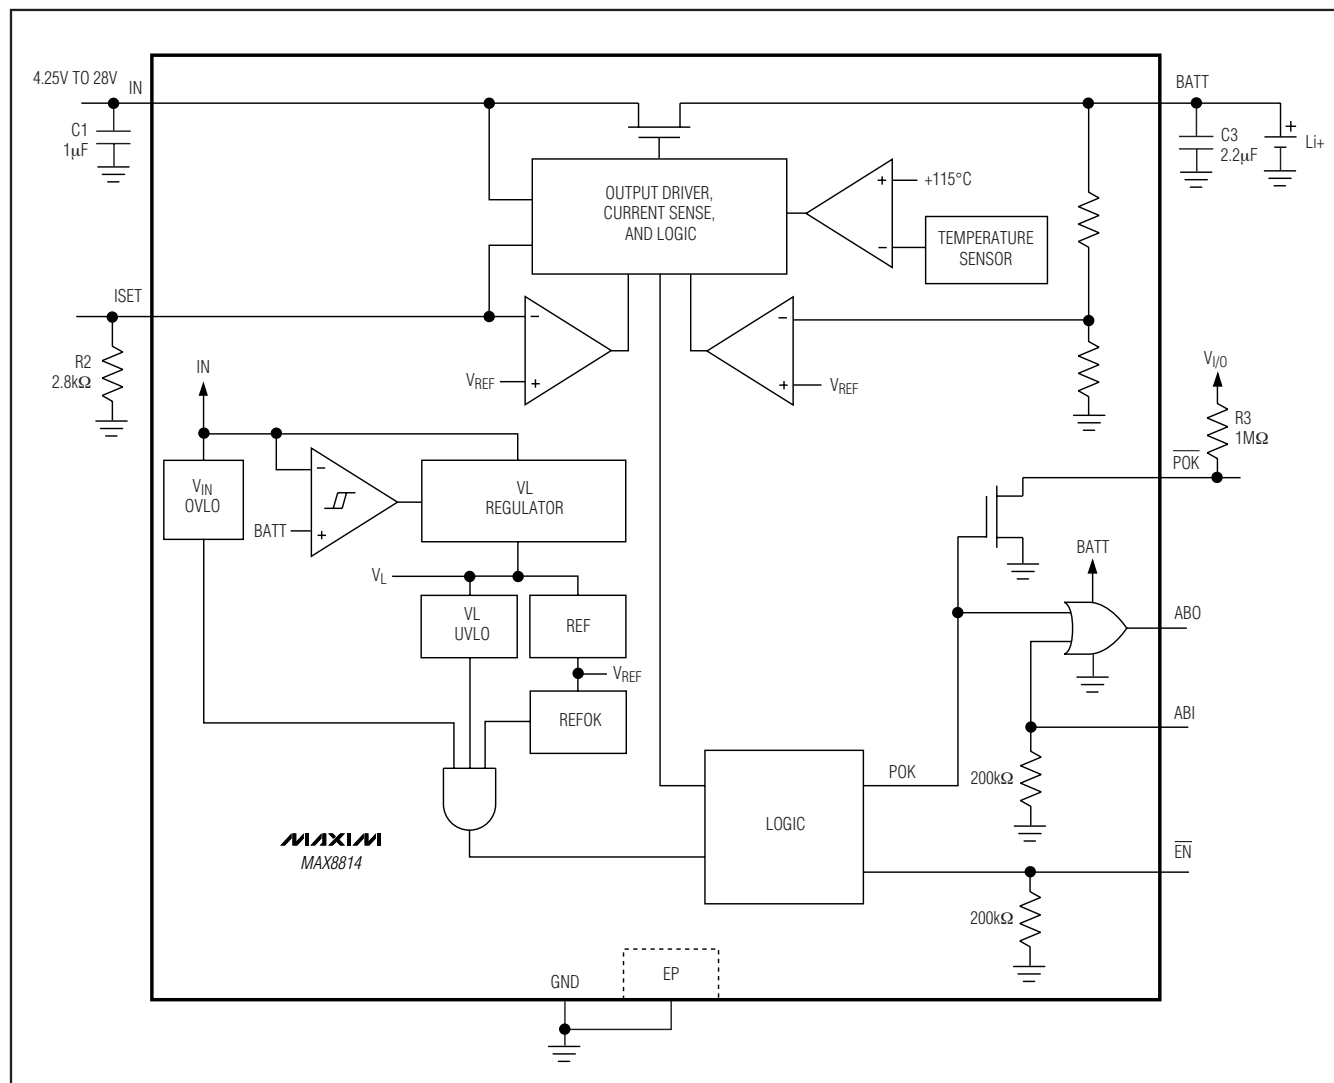 4.25V TO 28V
IN
BATT
C1
1µF
C3
2.2µF
+
Li+
OUTPUT DRIVER,
CURRENT SENSE,
AND LOGIC
+
+115°C
−
TEMPERATURE
SENSOR
ISET
−
VREF
+
−
+
VREF
R2
2.8kΩ
IN
VI/O
R3
1MΩ
POK
VIN
OVLO
−
BATT
+
VL
REGULATOR
VL
BATT
VL
UVLO
REF
ABO
VREF
REFOK
ABI
POK
200kΩ
LOGIC
MAXIM
MAX8814
EN
200kΩ
GND
EP